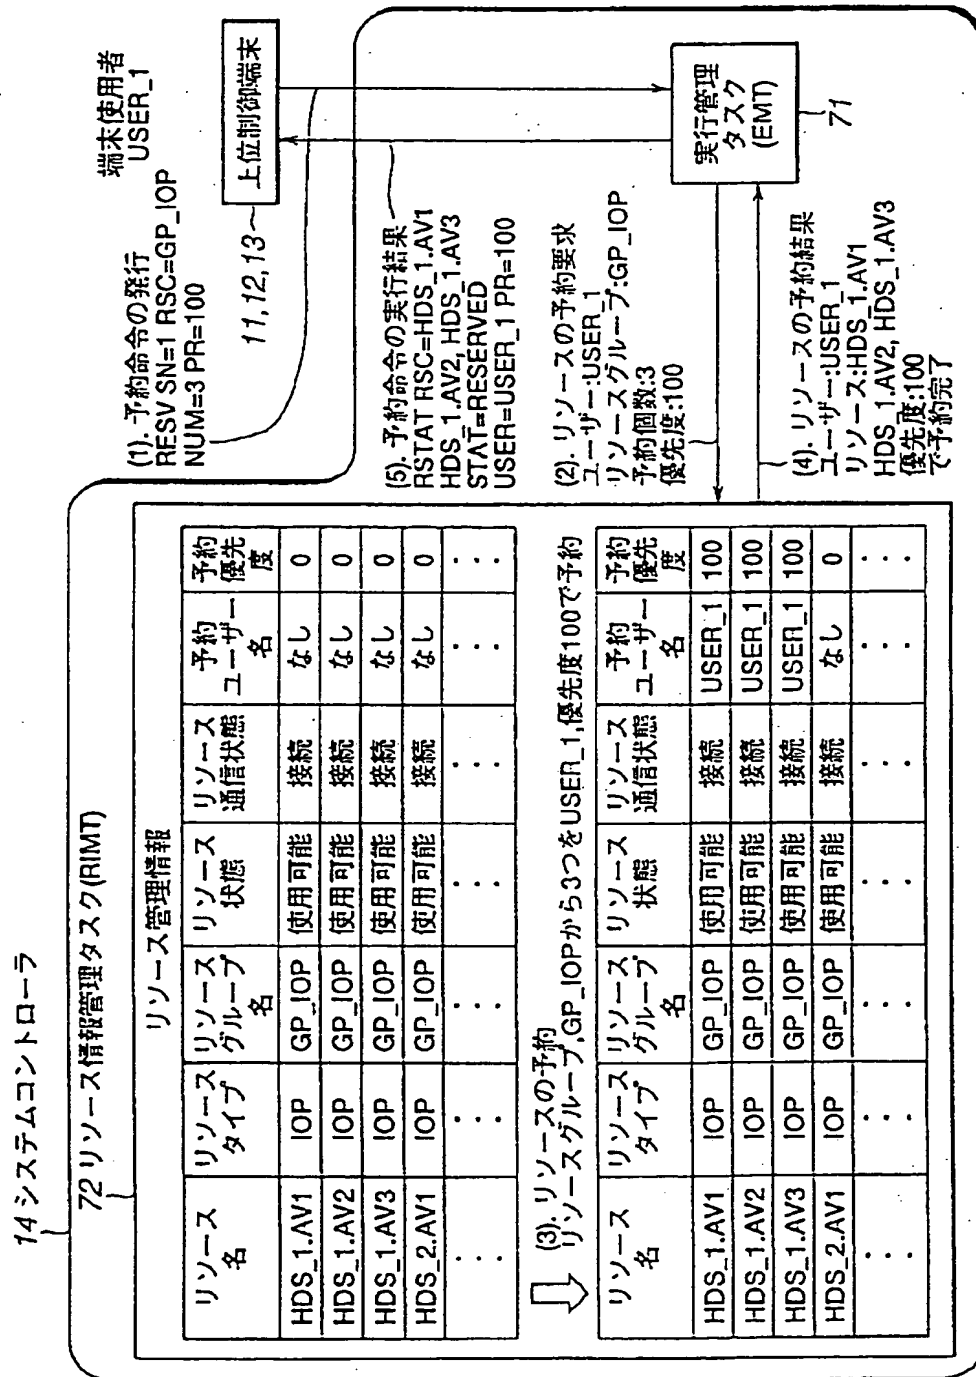 14 システムコントローラ
72 リソース情報管理タスク(RIMT)
リソース管理情報
リソース名 リソースタイプ リソースグループ名 リソース状態 リソース通信状態 予約ユーザー名 予約優先度
HDS_1.AV1 IOP GP_IOP 使用可能 接続 なし 0
HDS_1.AV2 IOP GP_IOP 使用可能 接続 なし 0
HDS_1.AV3 IOP GP_IOP 使用可能 接続 なし 0
HDS_2.AV1 IOP GP_IOP 使用可能 接続 なし 0
... ... ... ... ... ... ...
(3). リソースの予約
リソースグループ,GP_IOPから3つをUSER_1,優先度100で予約
リソース名 リソースタイプ リソースグループ名 リソース状態 リソース通信状態 予約ユーザー名 予約優先度
HDS_1.AV1 IOP GP_IOP 使用可能 接続 USER_1 100
HDS_1.AV2 IOP GP_IOP 使用可能 接続 USER_1 100
HDS_1.AV3 IOP GP_IOP 使用可能 接続 USER_1 100
HDS_2.AV1 IOP GP_IOP 使用可能 接続 なし 0
... ... ... ... ... ... ...
(1). 予約命令の発行
RESV SN=1 RSC=GP_IOP
NUM=3 PR=100
端末使用者
USER_1
上位制御端末
11,12,13
(5). 予約命令の実行結果
RSTAT RSC=HDS_1.AV1
HDS_1.AV2, HDS_1.AV3
STAT=RESERVED
USER=USER_1 PR=100
(2). リソースの予約要求
ユーザー:USER_1
リソースグループ:GP_IOP
予約個数:3
優先度:100
実行管理
タスク
(EMT)
71
(4). リソースの予約結果
ユーザー:USER_1
リソース:HDS_1.AV1
HDS_1.AV2, HDS_1.AV3
優先度:100
で予約完了